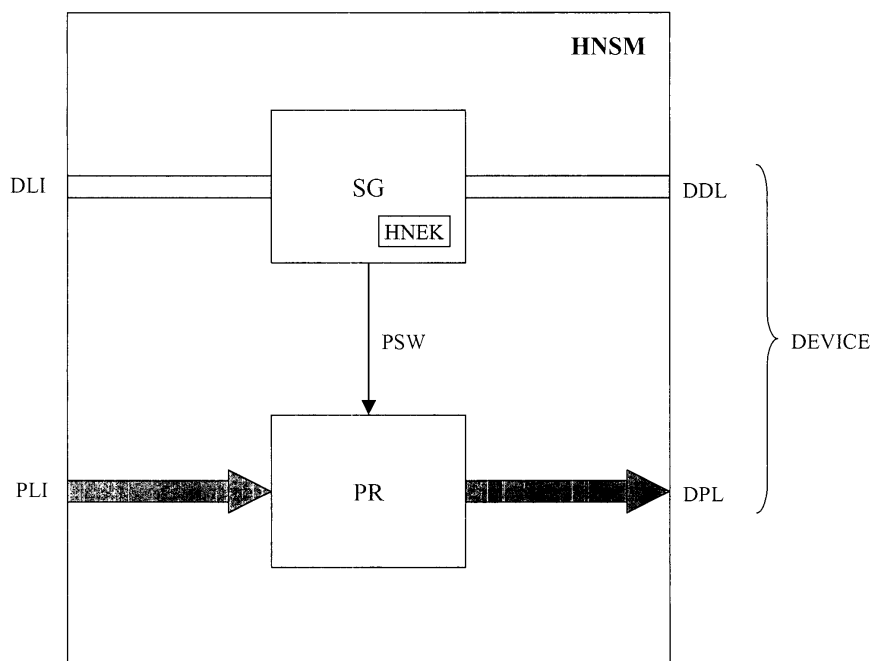 HNSM
DLI
SG
DDL
HNEK
PSW
DEVICE
PLI
PR
DPL